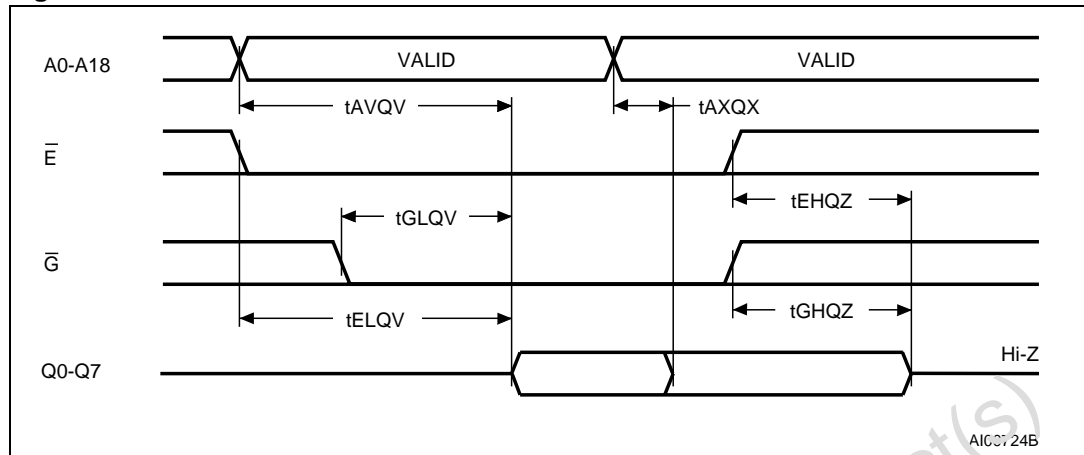 A0-A18
VALID
VALID
tAVQV
tAXQX
E
tEHQZ
tGLQV
G
tGHQZ
tELQV
Hi-Z
Q0-Q7
t(s)